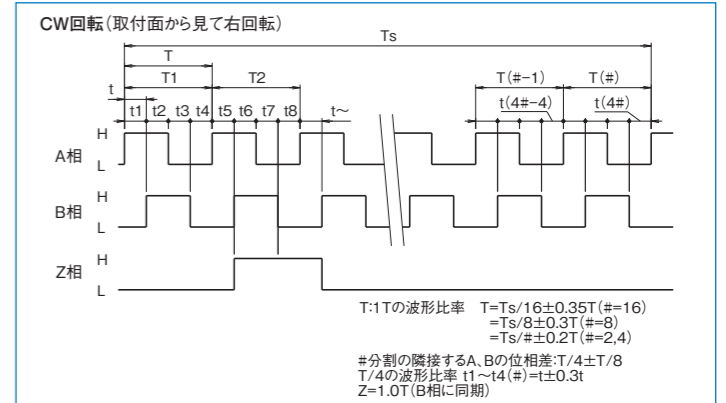 CW回転(取付面から見て右回転)
Ts
T
T1 T2 T(#-1) T(#)
t t1 t2 t3 t4 t5 t6 t7 t8 t~ t(4#-4) t(4#)
A相 H L
B相 H L
Z相 H L
T:1Tの波形比率 T=Ts/16±0.35T(#=16)
=Ts/8±0.3T(#=8)
=Ts/#±0.2T(#=2,4)
#分割の隣接するA、Bの位相差:T/4±T/8
T/4の波形比率 t1~t4(#)=t±0.3t
Z=1.0T(B相に同期)